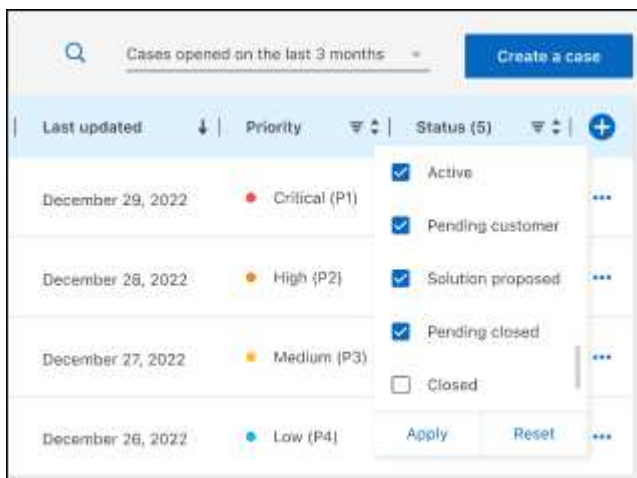 Cases opened on the last 3 months
Create a case
Last updated Priority Status (5)
Active
December 29, 2022 Critical (P1)
Pending customer
December 28, 2022 High (P2) Solution proposed
Pending closed
December 27, 2022 Medium (P3)
Closed
December 26, 2022 Low (P4) Apply Reset